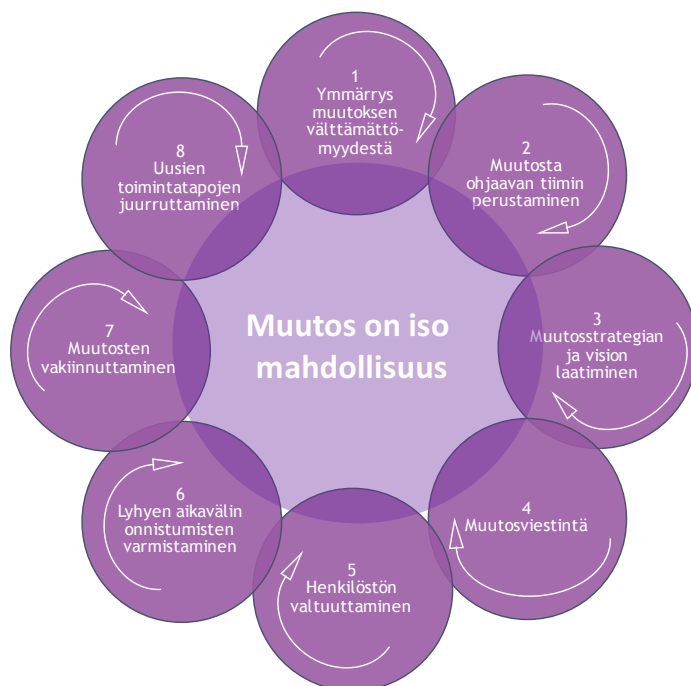 1
Ymmärrys
muutoksen
välttämättö-
myydestä
2
Muutosta
ohjaavan tiimin
perustaminen
3
Muutosstrategian
ja vision
laatiminen
4
Muutosviestintä
5
Henkilöstön
valtuuttaminen
6
Lyhyen aikavälin
onnistumisten
varmistaminen
7
Muutosten
vakiinnuttaminen
8
Uusien
toimintatapojen
juurruttaminen
Muutos on iso
mahdollisuus